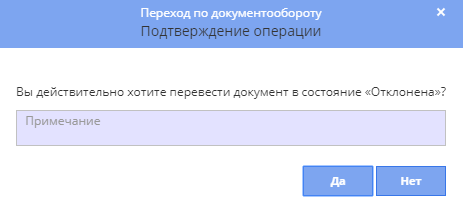 Переход по документообороту
×
Подтверждение операции
Вы действительно хотите перевести документ в состояние «Отклонена»?
Примечание
Да
Нет